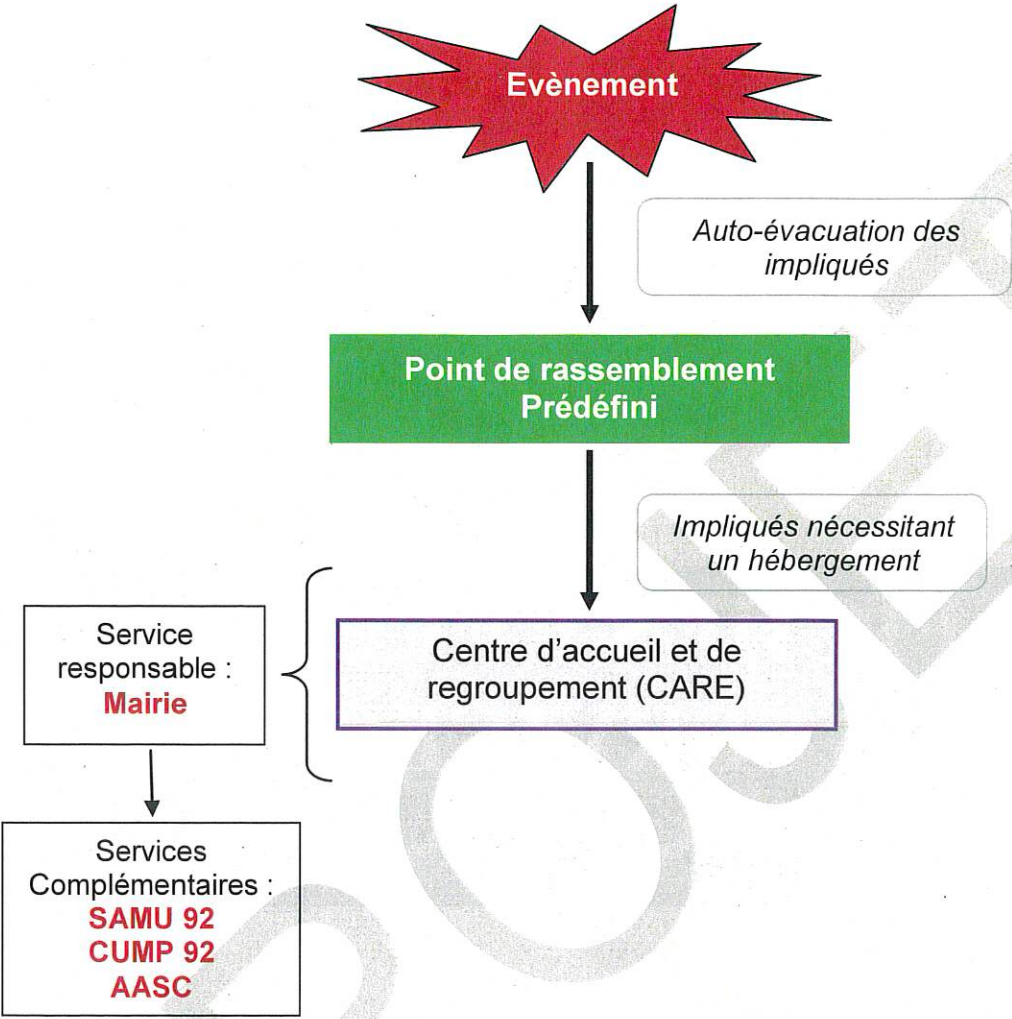 Evènement
Auto-évacuation des
impliqués
Point de rassemblement
Prédéfini
Impliqués nécessitant
un hébergement
Service
responsable :
Mairie
Centre d'accueil et de
regroupement (CARE)
Services
Complémentaires :
SAMU 92
CUMP 92
AASC